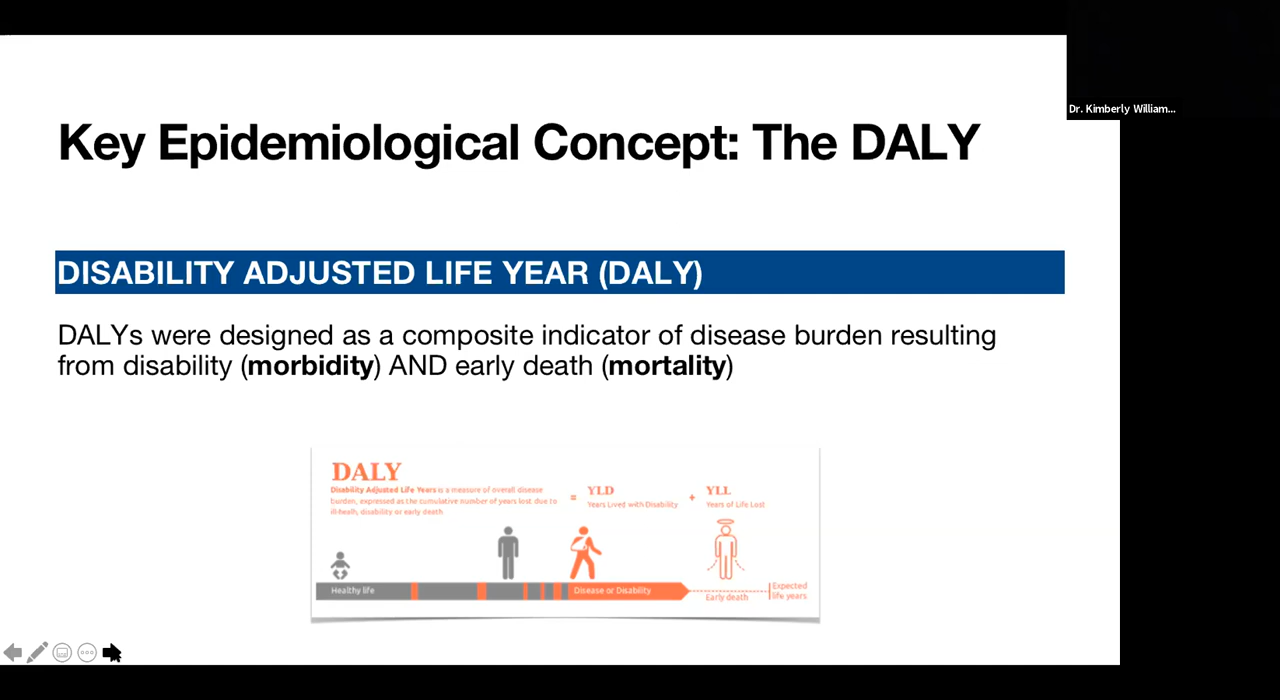 Dr. Kimberly William...
Key Epidemiological Concept: The DALY
DISABILITY ADJUSTED LIFE YEAR (DALY)
DALYs were designed as a composite indicator of disease burden resulting
from disability (morbidity) AND early death (mortality)
DALY
Disability Adjusted Life Years is a measure of overall disease
burden, expressed as the cumulative number of years lost due to
ill-health, disability or early death
=
YLD
Years Lived with Disability
+
YLL
Years of Life Lost
Healthy life
Disease or Disability
Early death
Expected
life years